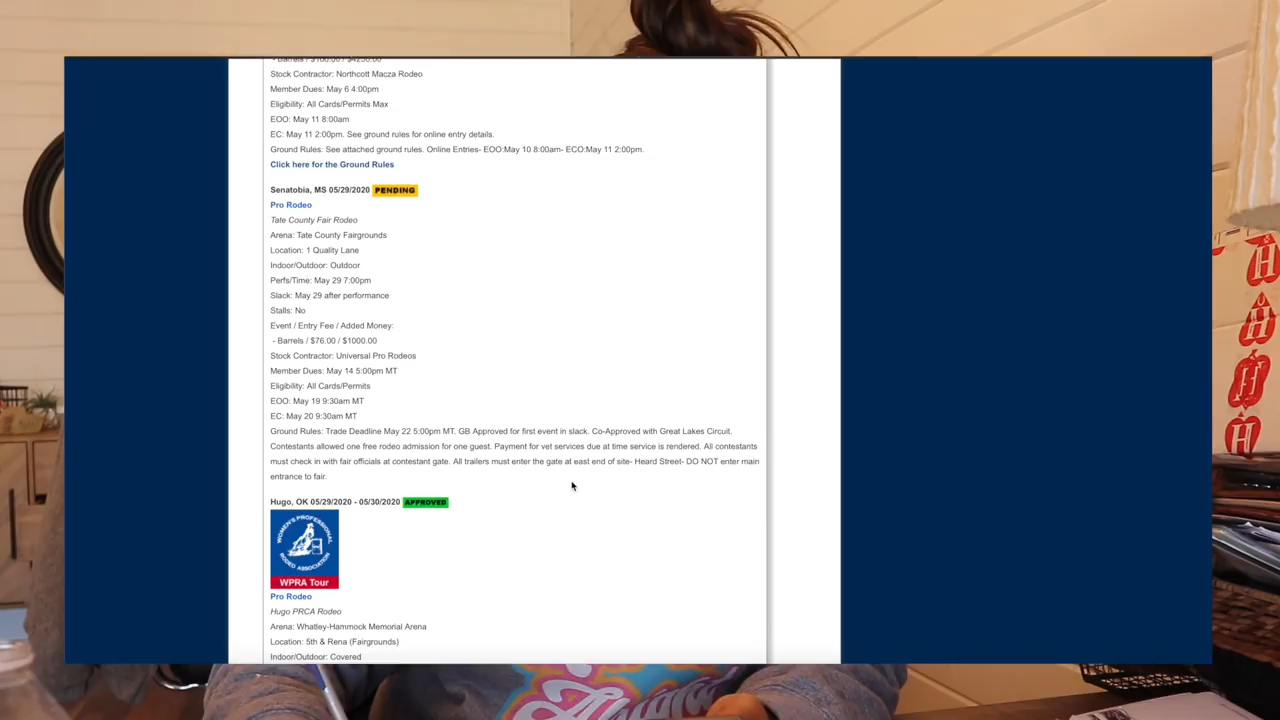 - Barrels / $100.00 / $4250.00
Stock Contractor: Northcott Macza Rodeo
Member Dues: May 6 4:00pm
Eligibility: All Cards/Permits Max
EOO: May 11 8:00am
EC: May 11 2:00pm. See ground rules for online entry details.
Ground Rules: See attached ground rules. Online Entries- EOO:May 10 8:00am- ECO:May 11 2:00pm.
Click here for the Ground Rules
Senatobia, MS 05/29/2020 PENDING
Pro Rodeo
Tate County Fair Rodeo
Arena: Tate County Fairgrounds
Location: 1 Quality Lane
Indoor/Outdoor: Outdoor
Perfs/Time: May 29 7:00pm
Slack: May 29 after performance
Stalls: No
Event / Entry Fee / Added Money:
- Barrels / $76.00 / $1000.00
Stock Contractor: Universal Pro Rodeos
Member Dues: May 14 5:00pm MT
Eligibility: All Cards/Permits
EOO: May 19 9:30am MT
EC: May 20 9:30am MT
Ground Rules: Trade Deadline May 22 5:00pm MT. GB Approved for first event in slack. Co-Approved with Great Lakes Circuit.
Contestants allowed one free rodeo admission for one guest. Payment for vet services due at time service is rendered. All contestants
must check in with fair officials at contestant gate. All trailers must enter the gate at east end of site- Heard Street- DO NOT enter main
entrance to fair.
Hugo, OK 05/29/2020 - 05/30/2020 APPROVED
WOMEN'S PROFESSIONAL
RODEO ASSOCIATION
WPRA Tour
Pro Rodeo
Hugo PRCA Rodeo
Arena: Whatley-Hammock Memorial Arena
Location: 5th & Rena (Fairgrounds)
Indoor/Outdoor: Covered